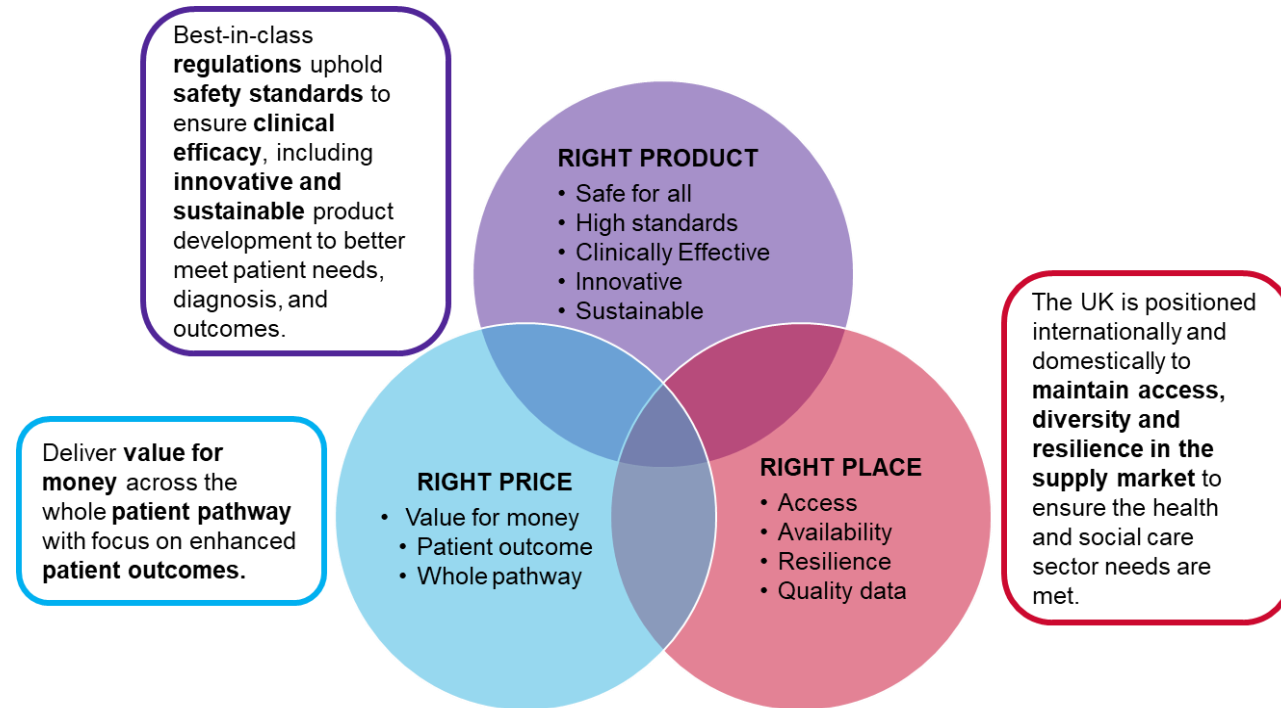 Best-in-class
regulations uphold
safety standards to
ensure clinical
efficacy, including
innovative and
sustainable product
development to better
meet patient needs,
diagnosis, and
outcomes.
RIGHT PRODUCT
• Safe for all
• High standards
• Clinically Effective
• Innovative
• Sustainable
Deliver value for
money across the
whole patient pathway
with focus on enhanced
patient outcomes.
RIGHT PRICE
• Value for money
• Patient outcome
• Whole pathway
RIGHT PLACE
• Access
• Availability
• Resilience
• Quality data
The UK is positioned
internationally and
domestically to
maintain access,
diversity and
resilience in the
supply market to
ensure the health
and social care
sector needs are
met.